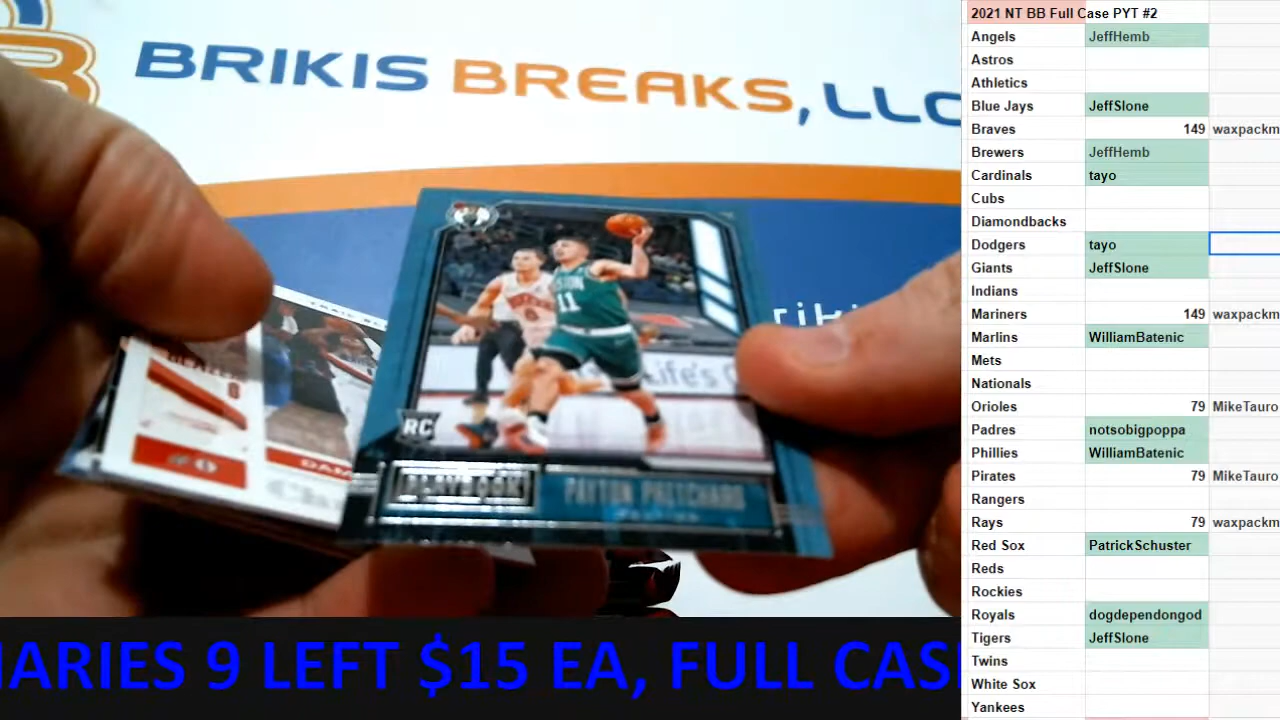 BRIKIS BREAKS, LLC
11
RC
PLAYBOOK
PAYTON PRITCHARD
IARIES 9 LEFT $15 EA, FULL CAS
2021 NT BB Full Case PYT #2
Angels JeffHemb
Astros
Athletics
Blue Jays JeffSlone
Braves 149 waxpackm
Brewers JeffHemb
Cardinals tayo
Cubs
Diamondbacks
Dodgers tayo
Giants JeffSlone
Indians
Mariners 149 waxpackm
Marlins WilliamBatenic
Mets
Nationals
Orioles 79 MikeTauro
Padres notsobigpoppa
Phillies WilliamBatenic
Pirates 79 MikeTauro
Rangers
Rays 79 waxpackm
Red Sox PatrickSchuster
Reds
Rockies
Royals dogdependongod
Tigers JeffSlone
Twins
White Sox
Yankees